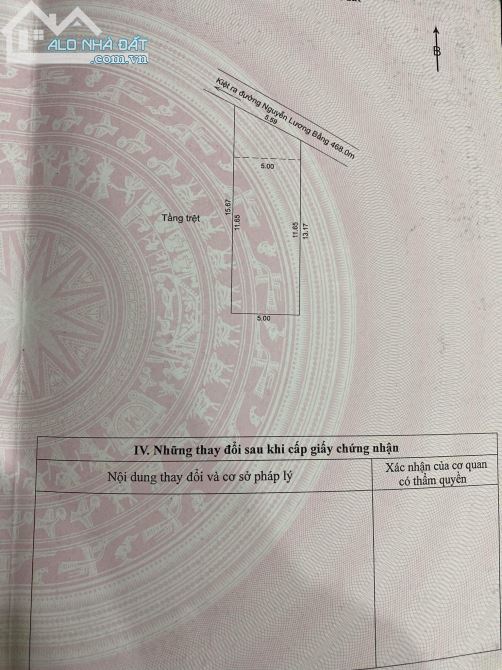 ALO NHÀ ĐẤT
.com.vn
B
Kiệt ra đường Nguyễn Lương Bằng 468.0m
5.59
5.00
Tầng trệt
15.67
11.65
11.65
13.17
5.00
IV. Những thay đổi sau khi cấp giấy chứng nhận
Nội dung thay đổi và cơ sở pháp lý
Xác nhận của cơ quan
có thẩm quyền